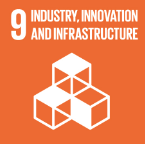 9 INDUSTRY, INNOVATION
AND INFRASTRUCTURE